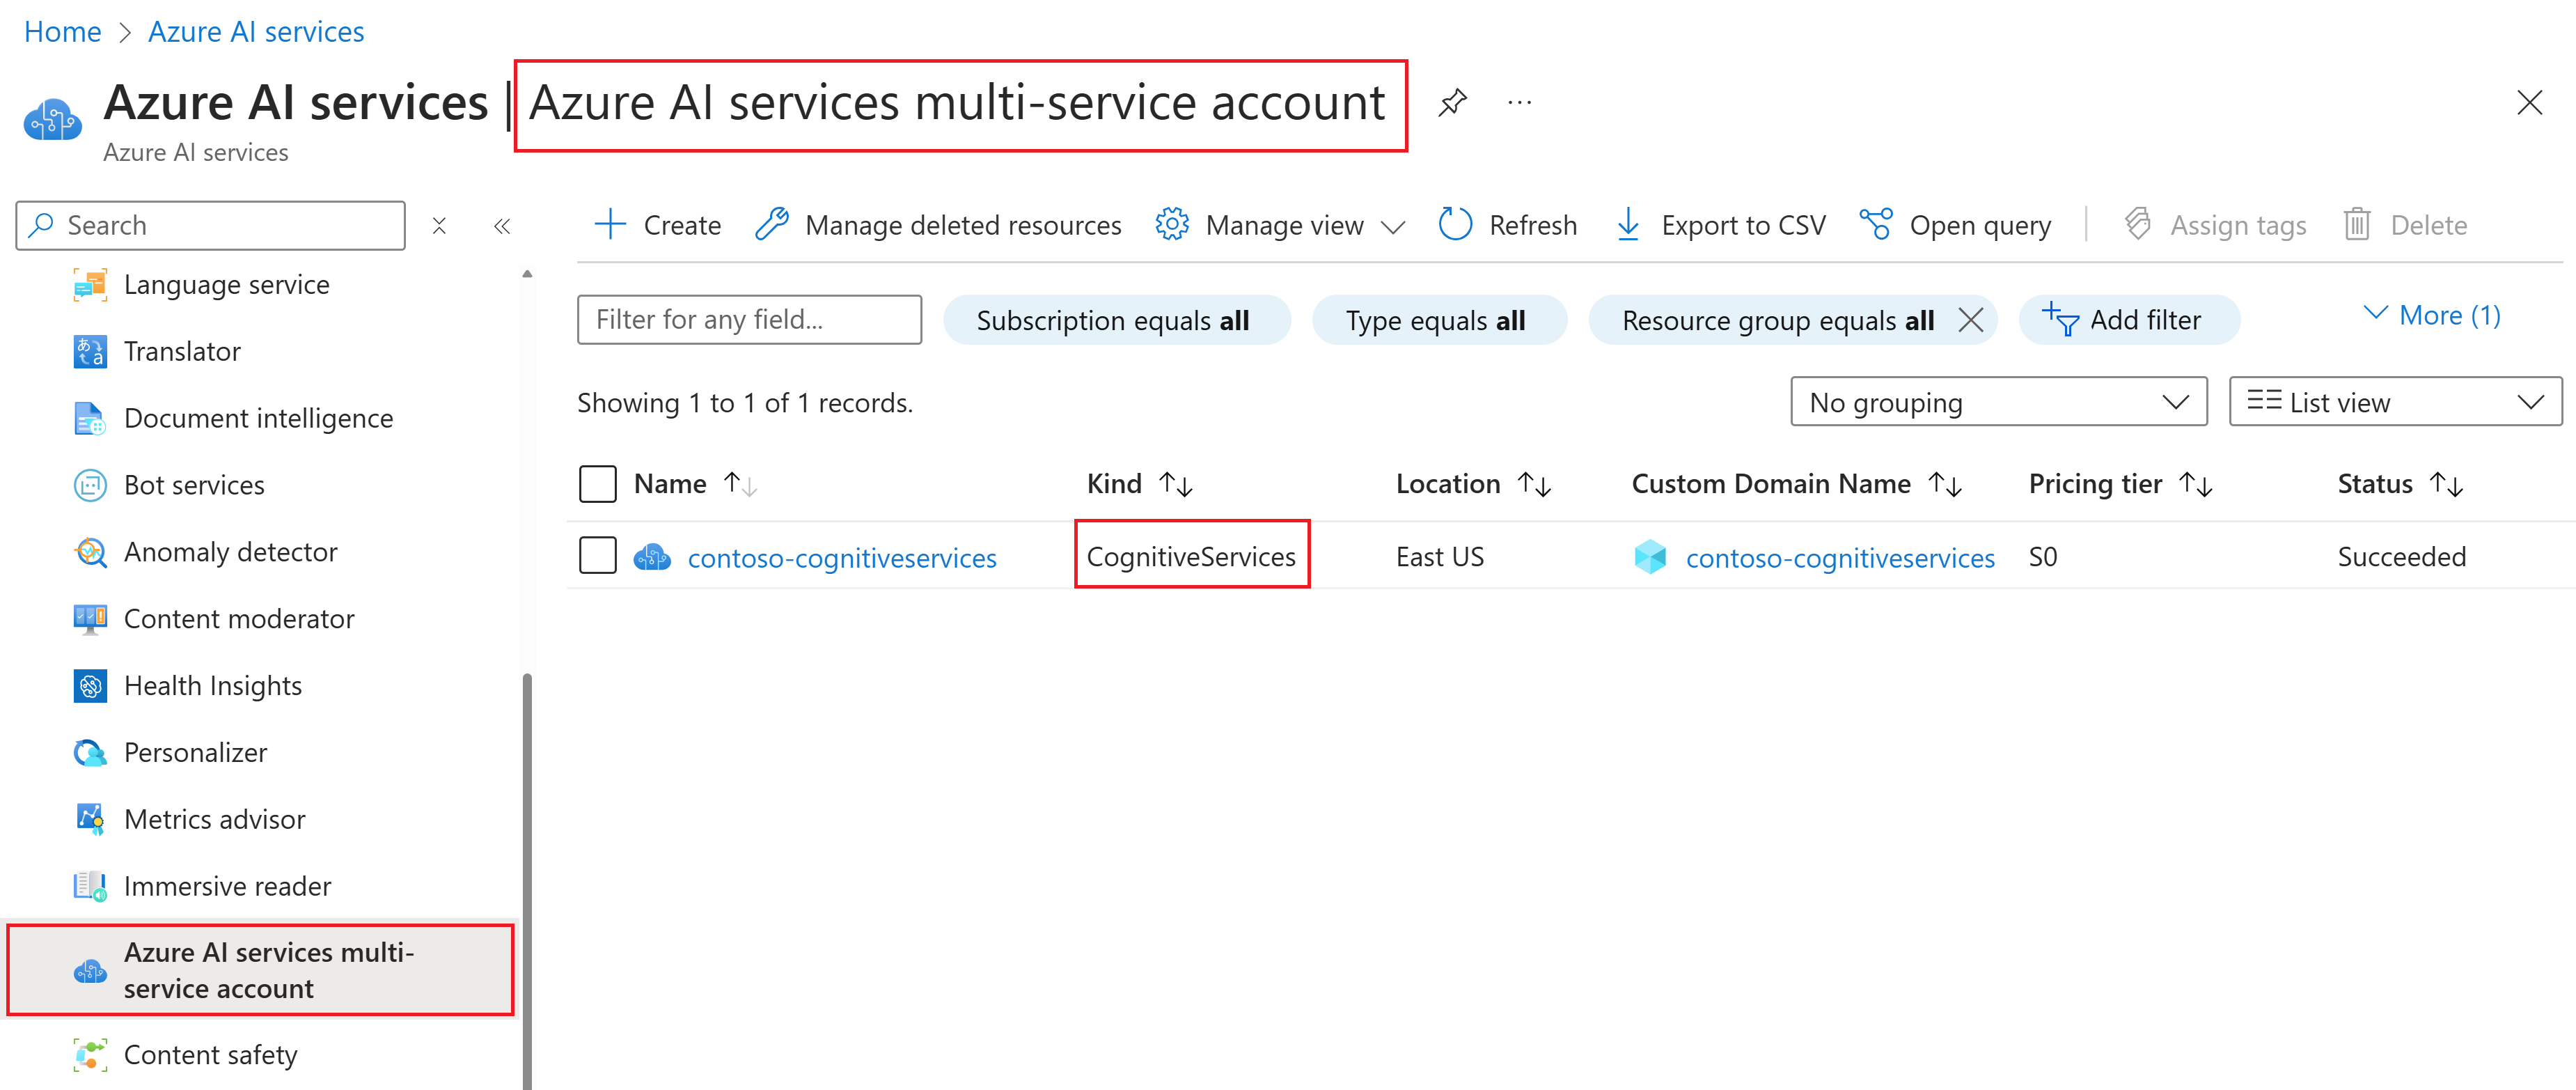 Home > Azure AI services
Azure AI services | Azure AI services multi-service account ...
Azure AI services
Search
Create
Manage deleted resources
Manage view
Refresh
Export to CSV
Open query
Assign tags
Delete
Language service
Translator
Document intelligence
Bot services
Anomaly detector
Content moderator
Health Insights
Personalizer
Metrics advisor
Immersive reader
Azure AI services multi-
service account
Content safety
Filter for any field...
Subscription equals all
Type equals all
Resource group equals all
Add filter
More (1)
Showing 1 to 1 of 1 records.
No grouping
List view
Name
Kind
Location
Custom Domain Name
Pricing tier
Status
contoso-cognitiveservices
CognitiveServices
East US
contoso-cognitiveservices
S0
Succeeded